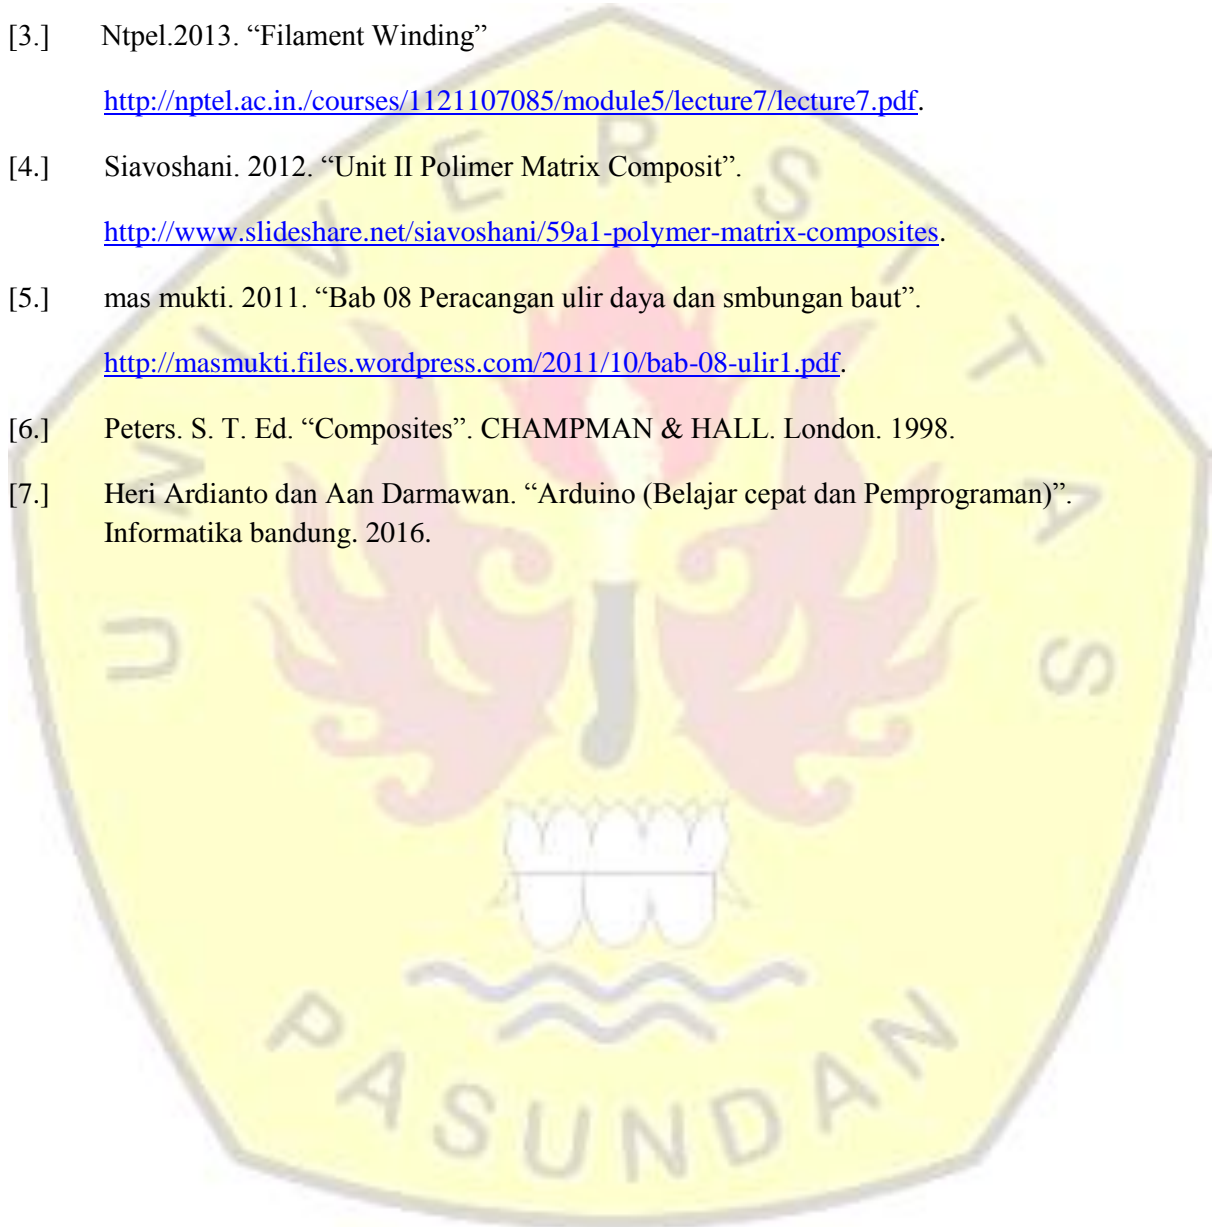 [3.] Ntpel.2013. “Filament Winding”
http://nptel.ac.in./courses/1121107085/module5/lecture7/lecture7.pdf.
[4.] Siavoshani. 2012. “Unit II Polimer Matrix Composit”.
http://www.slideshare.net/siavoshani/59a1-polymer-matrix-composites.
[5.] mas mukti. 2011. “Bab 08 Peracangan ulir daya dan smbungan baut”.
http://masmukti.files.wordpress.com/2011/10/bab-08-ulir1.pdf.
[6.] Peters. S. T. Ed. “Composites”. CHAMPMAN & HALL. London. 1998.
[7.] Heri Ardianto dan Aan Darmawan. “Arduino (Belajar cepat dan Pemprograman)”.
Informatika bandung. 2016.
UNIVERSITAS
PASUNDAN